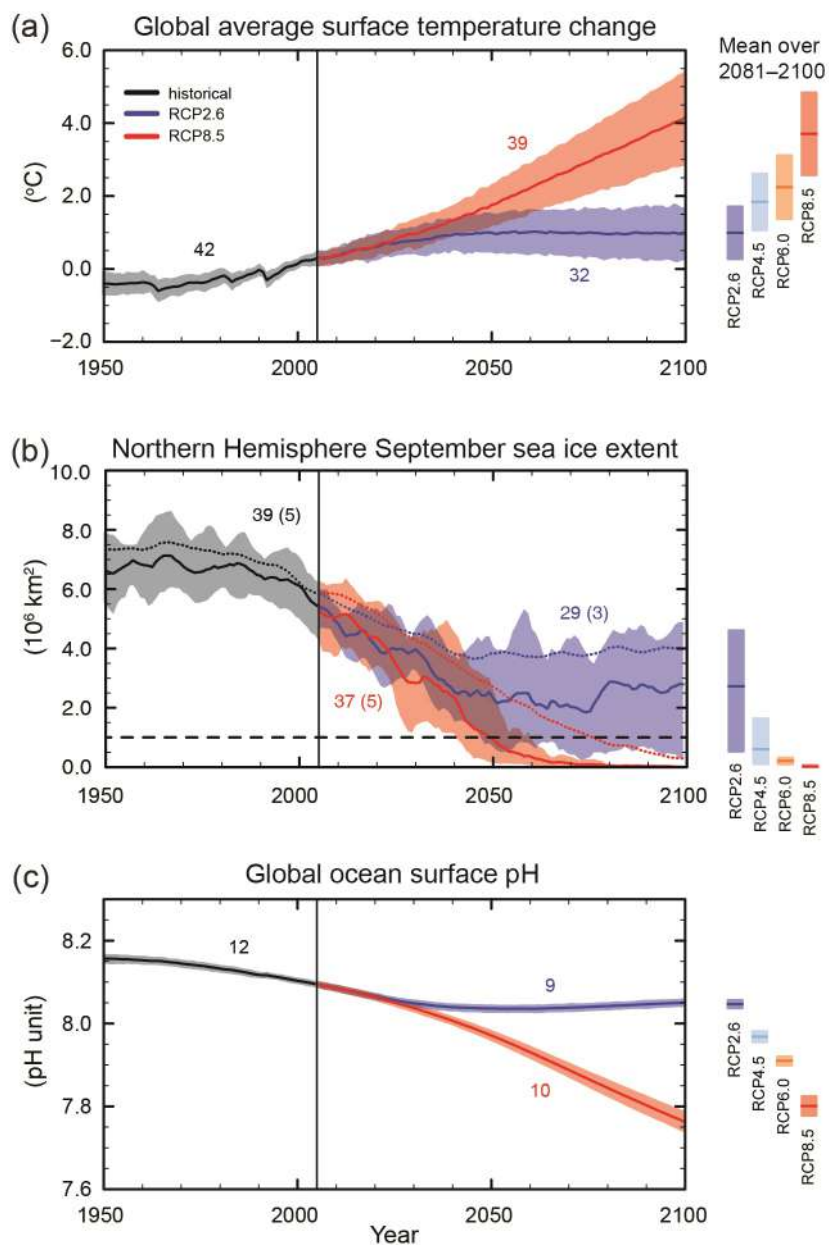 (a) Global average surface temperature change
Mean over
2081–2100
6.0
4.0
2.0
0.0
−2.0
(°C)
historical
RCP2.6
RCP8.5
42
39
32
1950 2000 2050 2100
RCP2.6
RCP4.5
RCP6.0
RCP8.5
(b) Northern Hemisphere September sea ice extent
10.0
8.0
6.0
4.0
2.0
0.0
(10⁶ km²)
39 (5)
29 (3)
37 (5)
1950 2000 2050 2100
RCP2.6
RCP4.5
RCP6.0
RCP8.5
(c) Global ocean surface pH
8.2
8.0
7.8
7.6
(pH unit)
12
9
10
1950 2000 2050 2100
Year
RCP2.6
RCP4.5
RCP6.0
RCP8.5